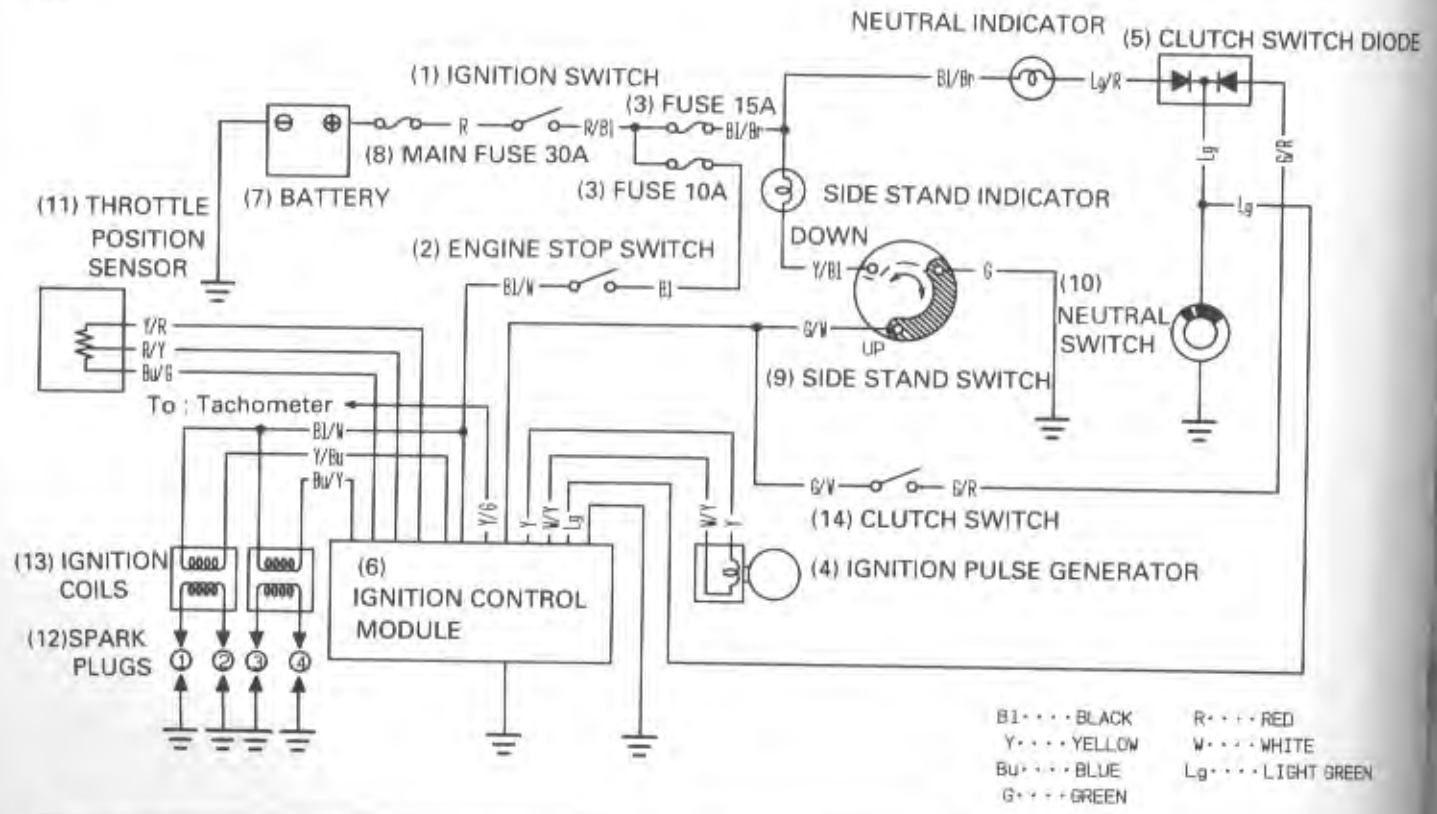 NEUTRAL INDICATOR
(5) CLUTCH SWITCH DIODE
(1) IGNITION SWITCH
Bl/Br
Lg/R
(3) FUSE 15A
R
R/Bl
Bl/Br
(8) MAIN FUSE 30A
Lg
G/R
(7) BATTERY
(3) FUSE 10A
SIDE STAND INDICATOR
(11) THROTTLE
POSITION
SENSOR
Lg
(2) ENGINE STOP SWITCH
DOWN
Y/Bl
G
(10)
NEUTRAL
SWITCH
Bl/W
Bl
Y/R
R/Y
Bu/G
G/W
UP
(9) SIDE STAND SWITCH
To : Tachometer
Bl/W
Y/Bu
Bu/Y
Y/G
Y
W/Y
Lg
W/Y
Y
G/W
G/R
(14) CLUTCH SWITCH
(13) IGNITION
COILS
(6)
IGNITION CONTROL
MODULE
(4) IGNITION PULSE GENERATOR
(12)SPARK
PLUGS
1 2 3 4
Bl····BLACK
R····RED
Y····YELLOW
W····WHITE
Bu····BLUE
Lg····LIGHT GREEN
G····GREEN